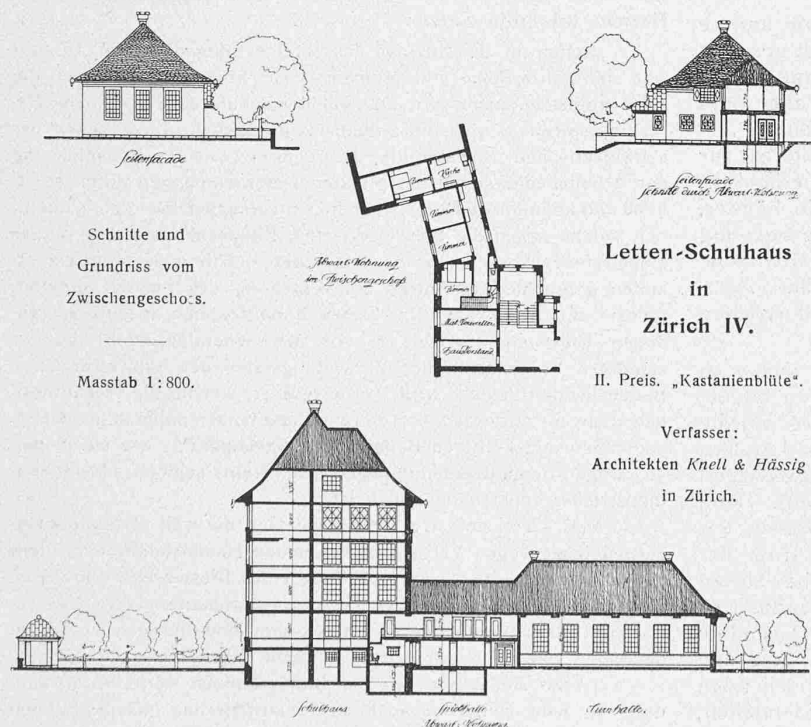 Seitenfacade
Seitenfacade
Schnitt durch Abwart-Wohnung
Schnitte und
Grundriss vom
Zwischengeschoss.
Masstab 1 : 800.
Abwart-Wohnung
im Zwischengeschoß
Zimmer
Küche
Zimmer
Zimmer
Zimmer
Mat. Verwalter
Hausvorstand
Letten-Schulhaus
in
Zürich IV.
II. Preis. „Kastanienblüte“.
Verfasser:
Architekten Knell & Hässig
in Zürich.
Schulhaus
Spielhalle
Abwart-Wohnung
Turnhalle